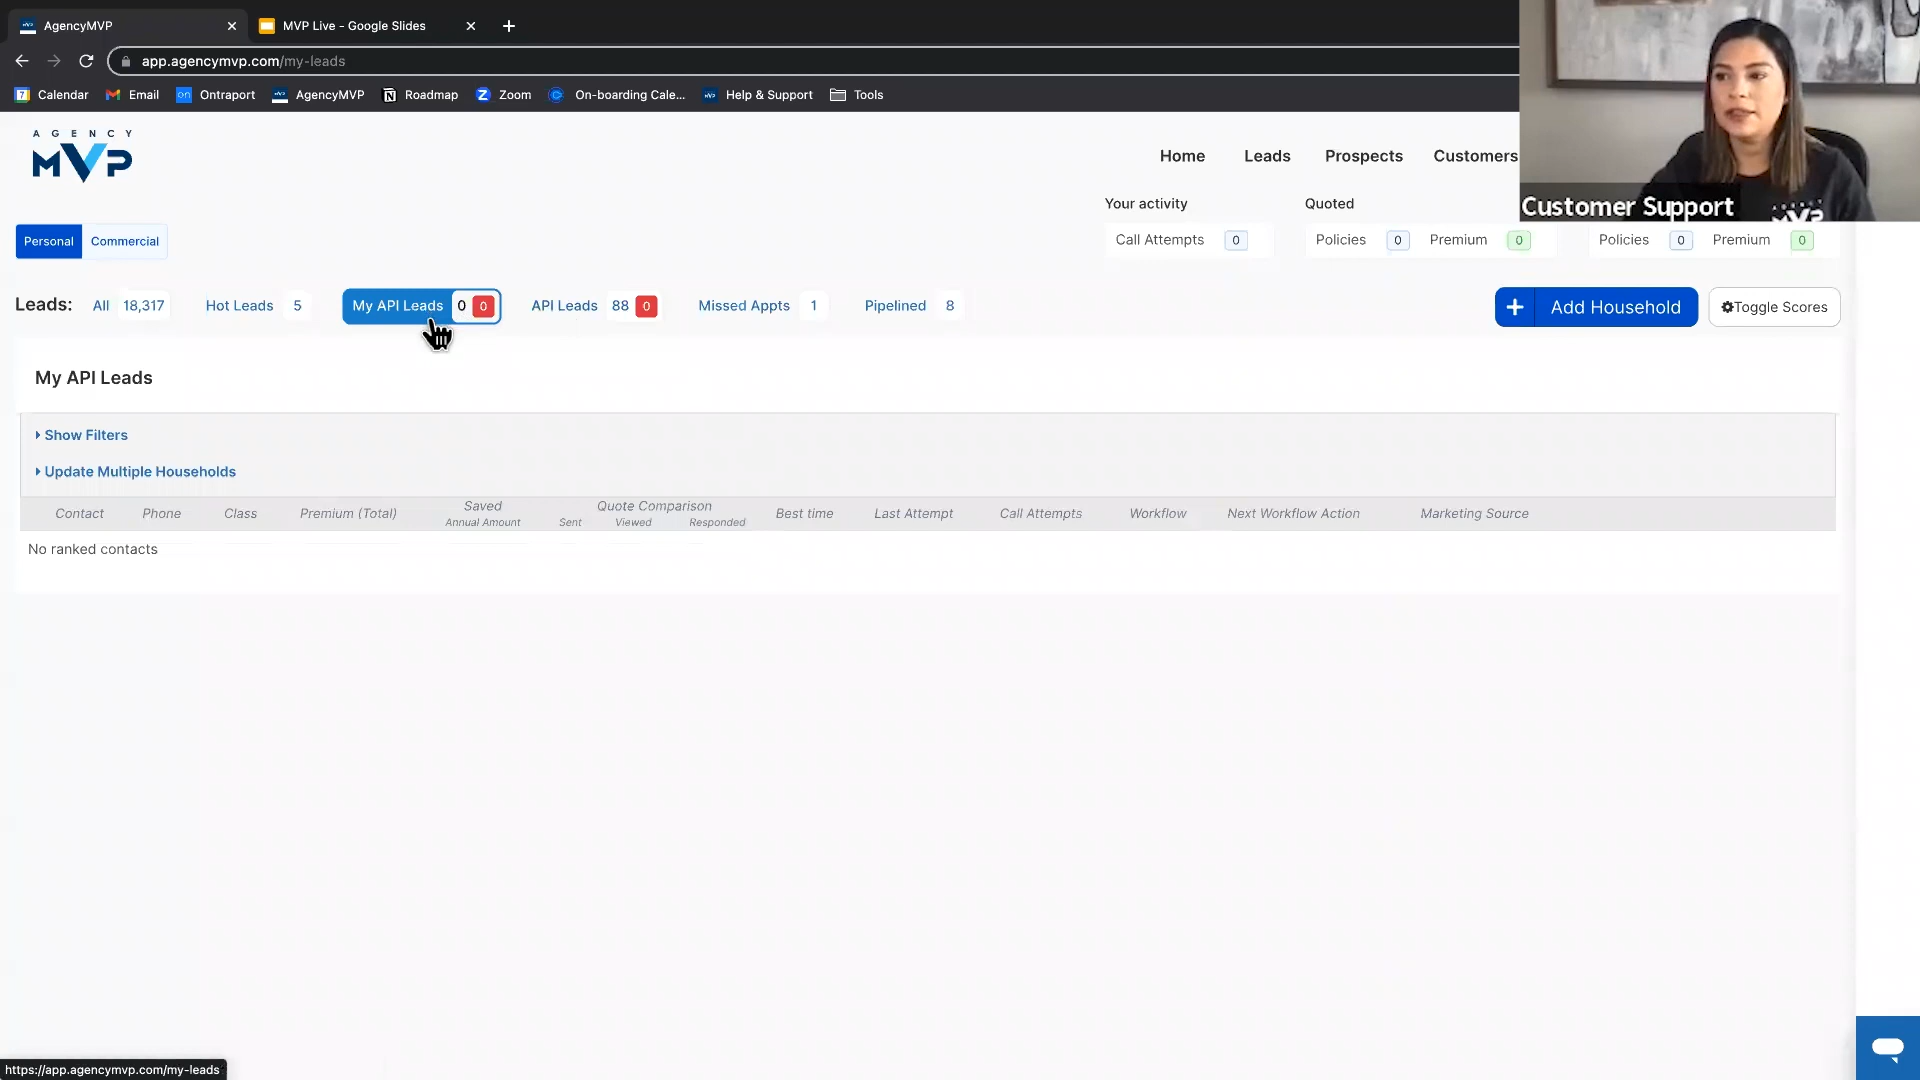 AgencyMVP
MVP Live - Google Slides
app.agencymvp.com/my-leads
Calendar
Email
Ontraport
AgencyMVP
Roadmap
Zoom
On-boarding Cale...
Help & Support
Tools
AGENCY
MVP
Home
Leads
Prospects
Customers
Customer Support
MVP
Your activity
Quoted
Personal
Commercial
Call Attempts 0
Policies 0 Premium 0
Policies 0 Premium 0
Leads: All 18,317 Hot Leads 5 My API Leads 0 0 API Leads 88 0 Missed Appts 1 Pipelined 8
+ Add Household
Toggle Scores
My API Leads
Show Filters
Update Multiple Households
Contact
Phone
Class
Premium (Total)
Saved
Annual Amount
Quote Comparison
Sent Viewed Responded
Best time
Last Attempt
Call Attempts
Workflow
Next Workflow Action
Marketing Source
No ranked contacts
https://app.agencymvp.com/my-leads